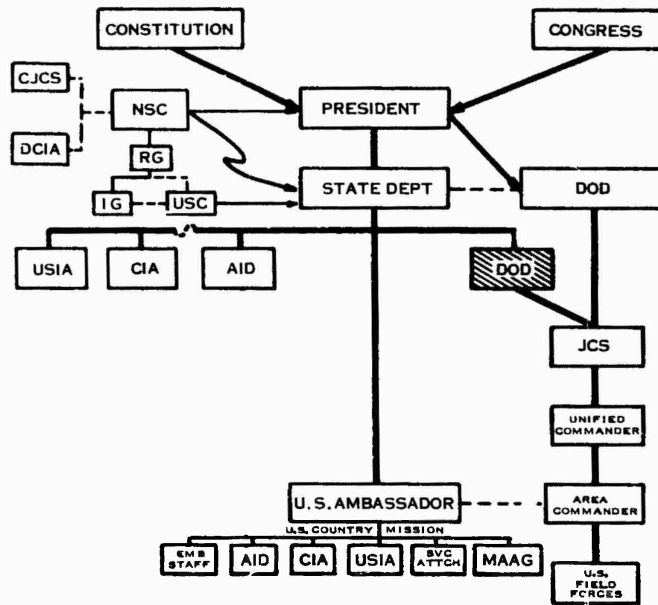 CONSTITUTION
CONGRESS
CJCS
NSC
PRESIDENT
DCIA
RG
STATE DEPT
DOD
IG
USC
USIA
CIA
AID
DOD
JCS
UNIFIED
COMMANDER
U.S. AMBASSADOR
AREA
COMMANDER
U.S. COUNTRY MISSION
EMB
STAFF
AID
CIA
USIA
SVC
ATTCH
MAAG
U.S.
FIELD
FORCES